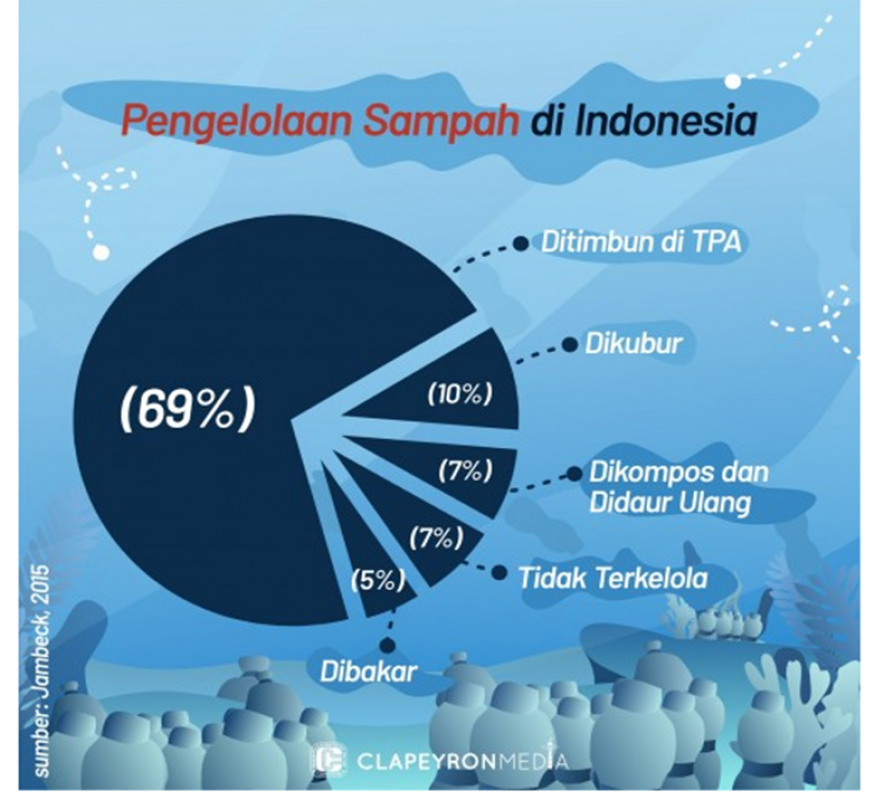 Pengelolaan Sampah di Indonesia
Ditimbun di TPA
Dikubur
(69%)
(10%)
(7%)
Dikompos dan
Didaur Ulang
(7%)
Tidak Terkelola
(5%)
Dibakar
sumber: Jambeck, 2015
CLAPEYRONMEDIA